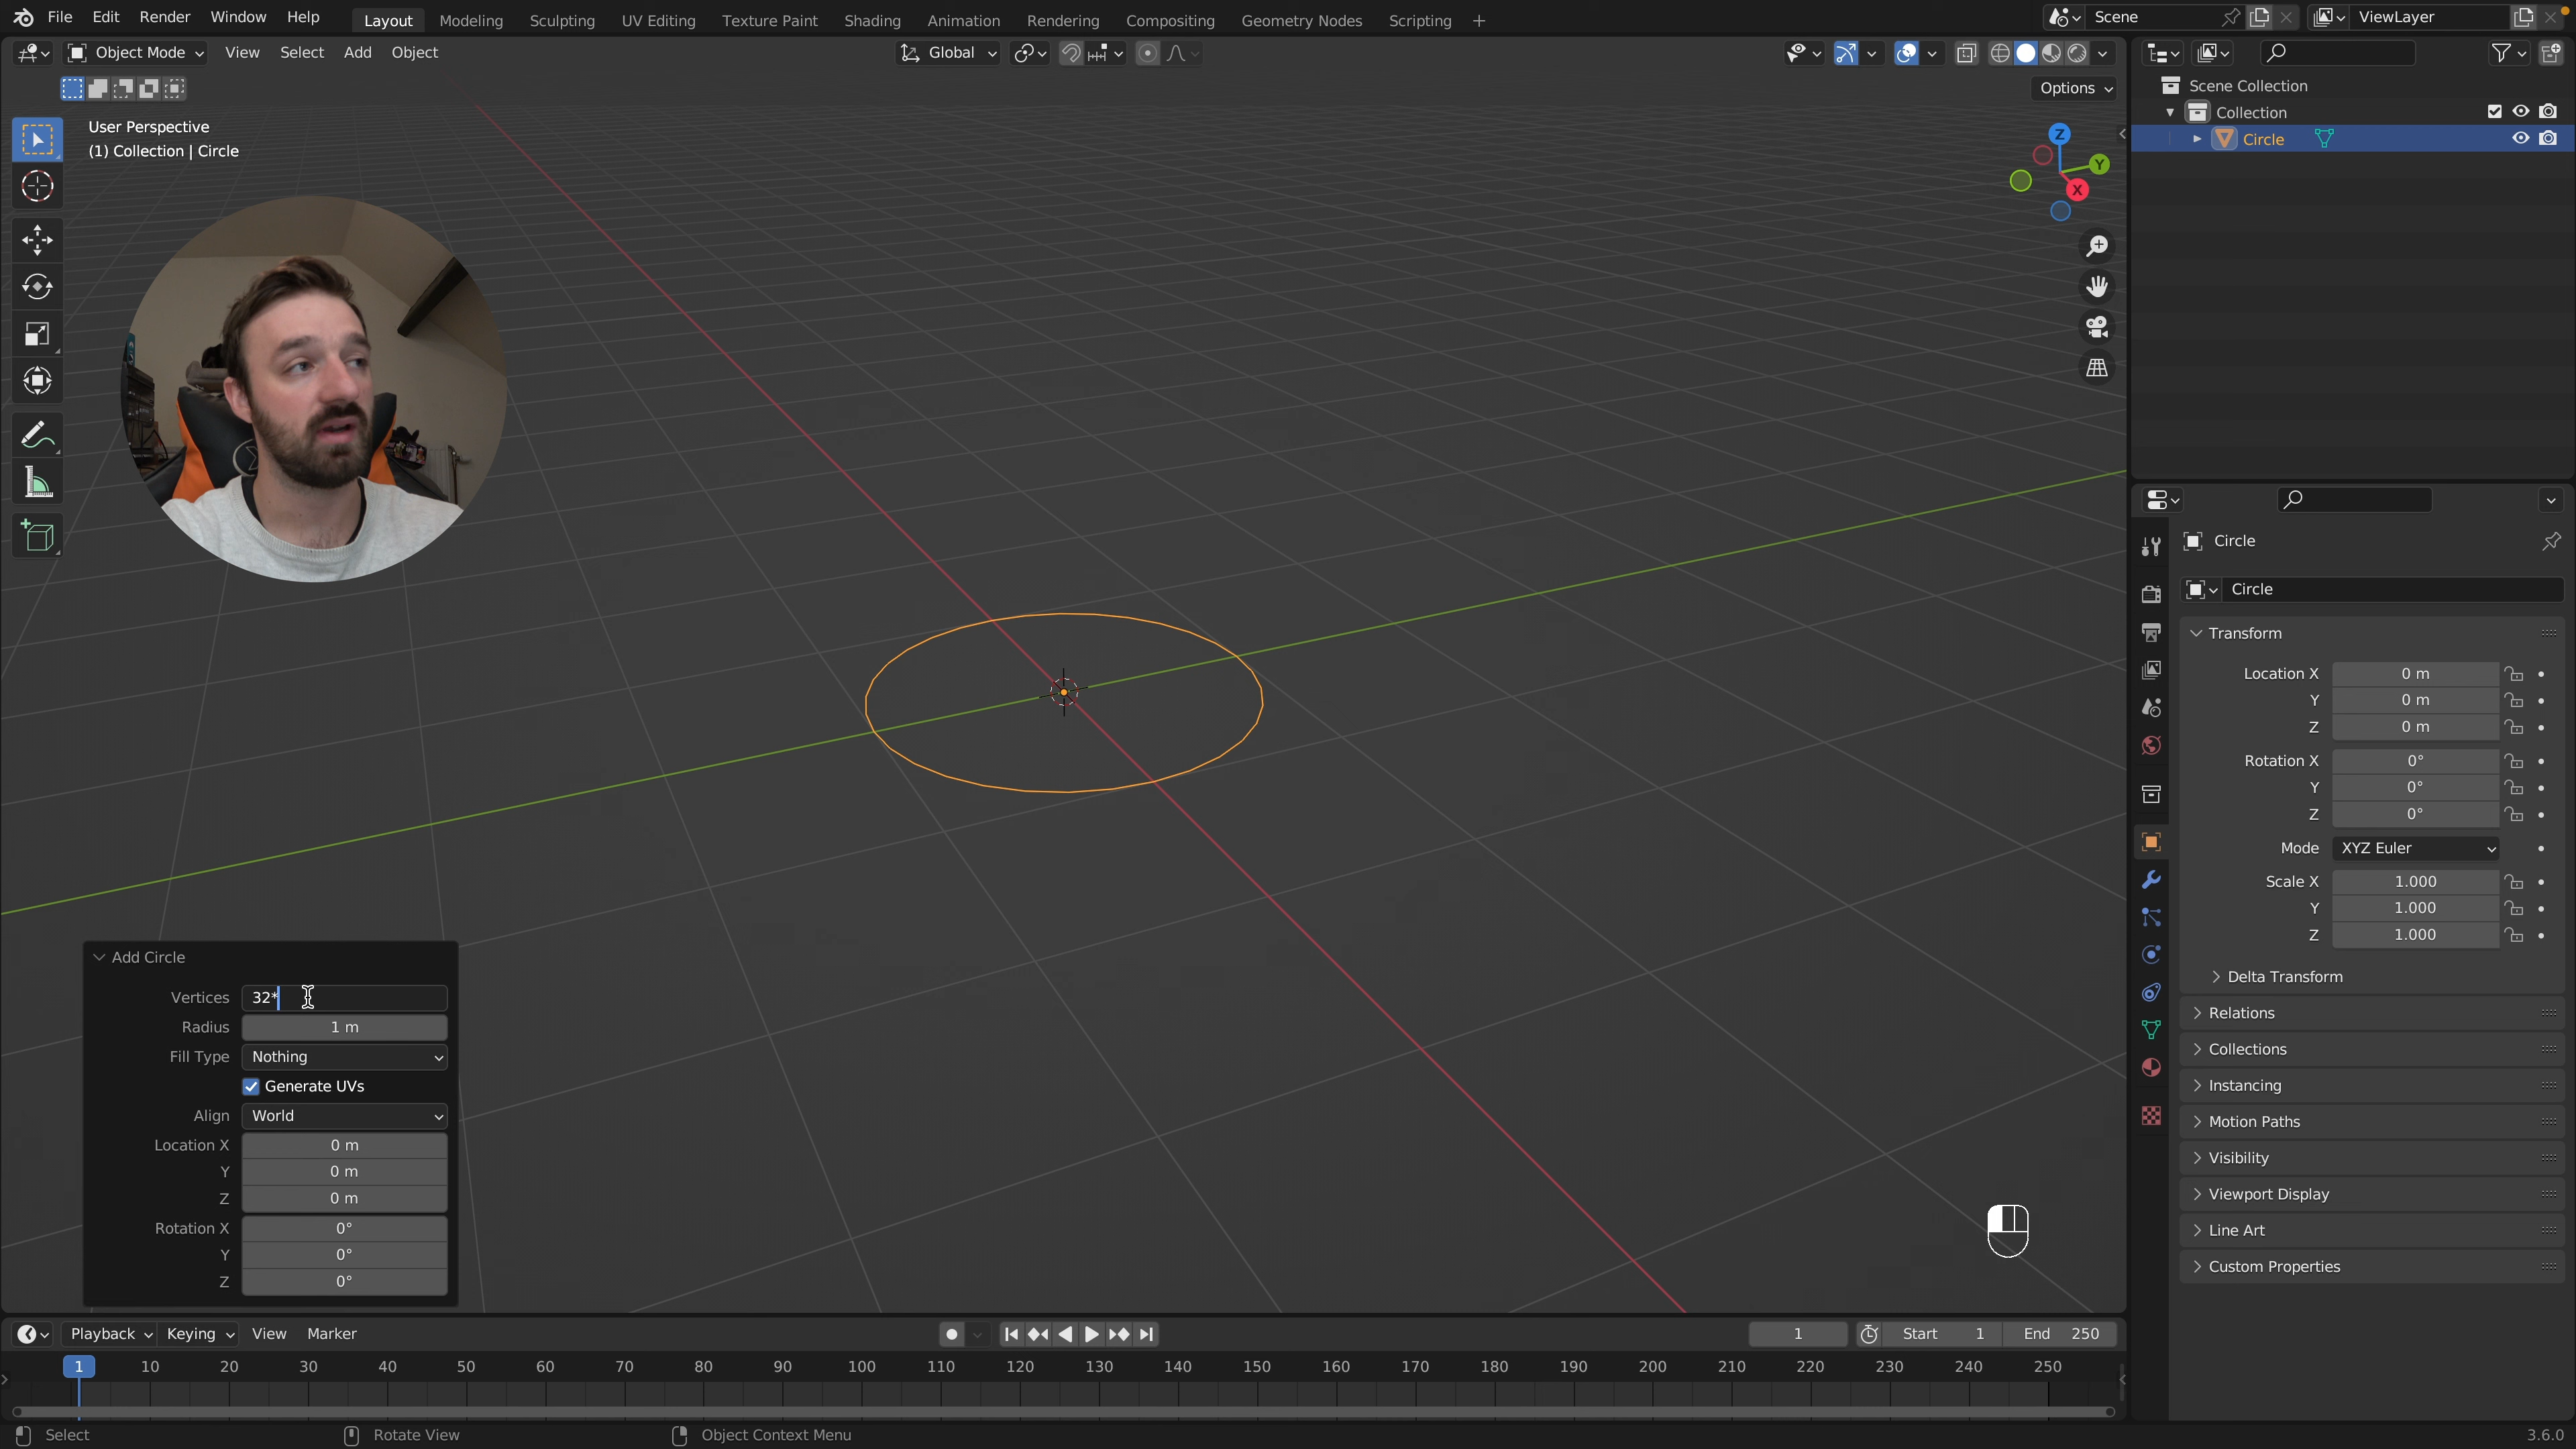 File Edit Render Window Help Layout Modeling Sculpting UV Editing Texture Paint Shading Animation Rendering Compositing Geometry Nodes Scripting + Scene ViewLayer
Object Mode View Select Add Object Global
Options
User Perspective
(1) Collection | Circle
Z
Y
X
Scene Collection
Collection
Circle
Circle
Circle
Transform
Location X 0 m
Y 0 m
Z 0 m
Rotation X 0°
Y 0°
Z 0°
Mode XYZ Euler
Scale X 1.000
Y 1.000
Z 1.000
Delta Transform
Relations
Collections
Instancing
Motion Paths
Visibility
Viewport Display
Line Art
Custom Properties
Add Circle
Vertices 32*
Radius 1 m
Fill Type Nothing
Generate UVs
Align World
Location X 0 m
Y 0 m
Z 0 m
Rotation X 0°
Y 0°
Z 0°
Playback Keying View Marker 1 Start 1 End 250
1 10 20 30 40 50 60 70 80 90 100 110 120 130 140 150 160 170 180 190 200 210 220 230 240 250
Select Rotate View Object Context Menu 3.6.0